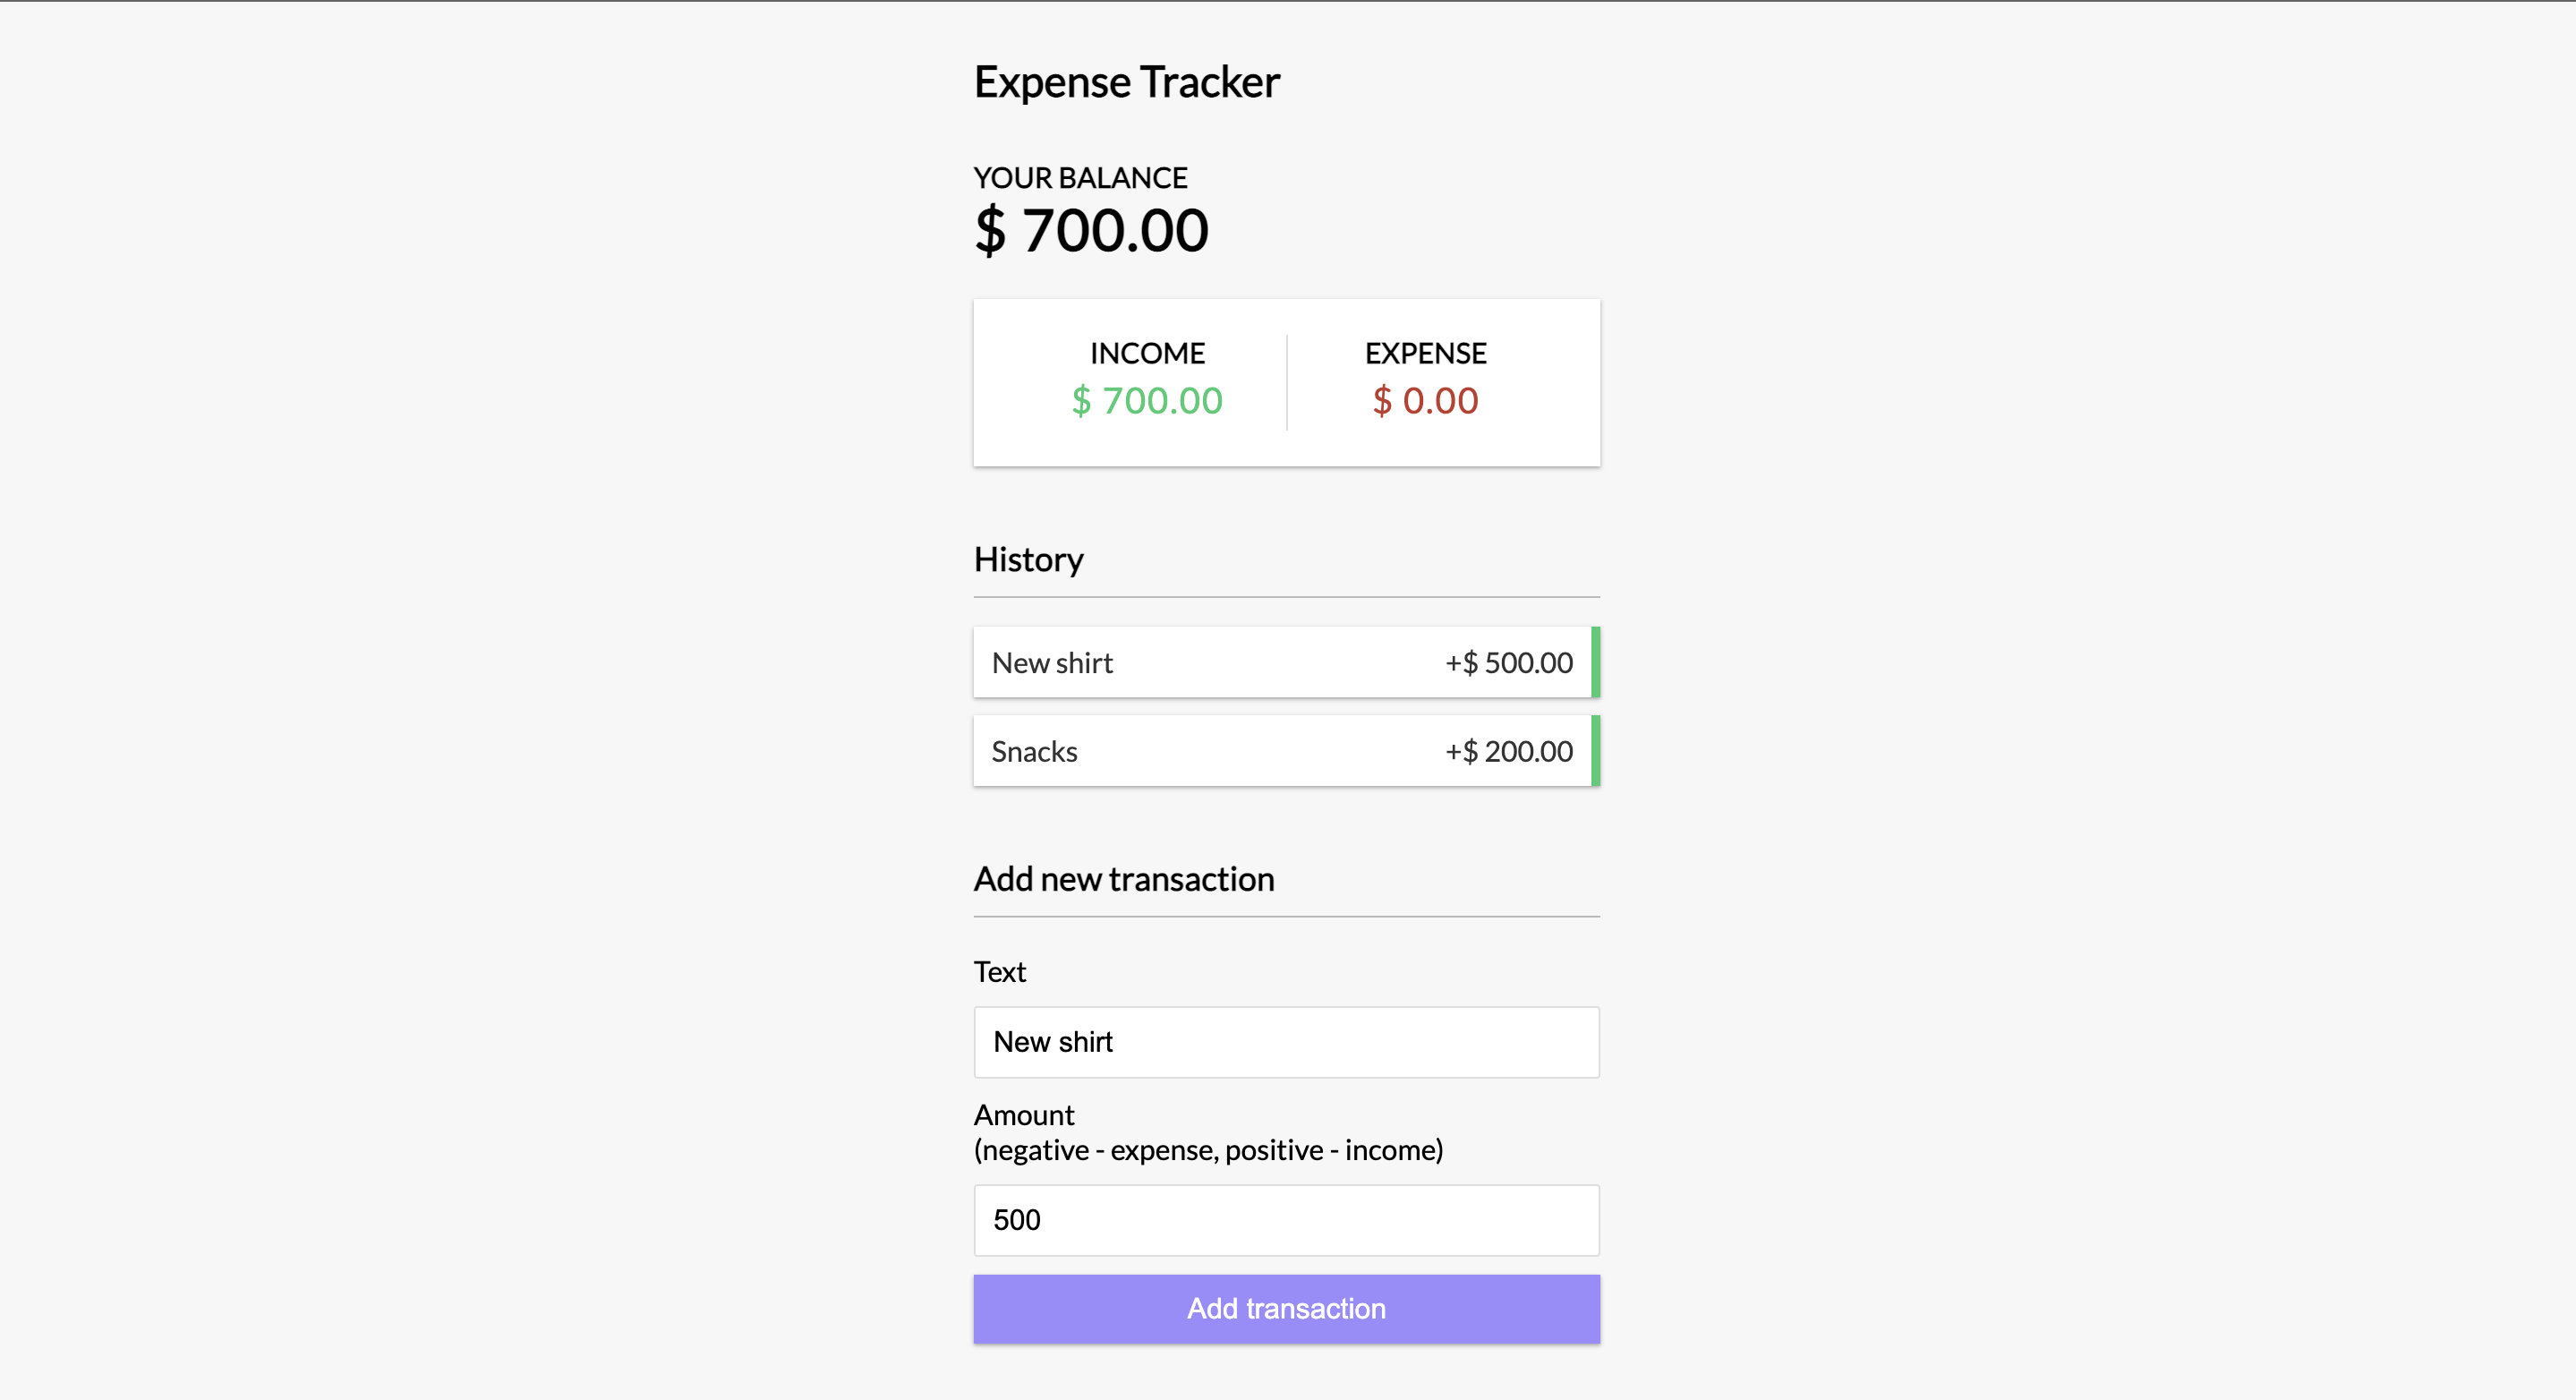 Expense Tracker
YOUR BALANCE
$ 700.00
INCOME
EXPENSE
$ 700.00
$ 0.00
History
New shirt +$ 500.00
Snacks +$ 200.00
Add new transaction
Text
New shirt
Amount
(negative - expense, positive - income)
500
Add transaction